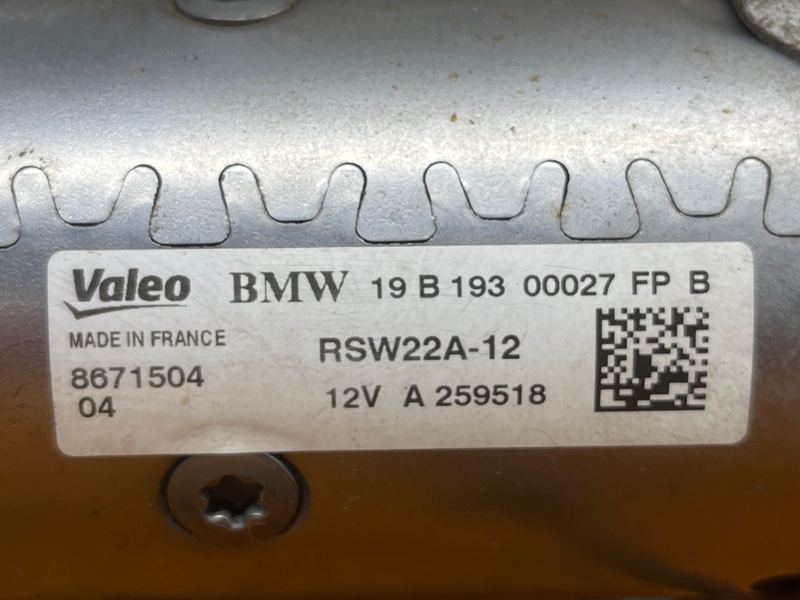 Valeo BMW 19 B 193 00027 FP B
MADE IN FRANCE
RSW22A-12
8671504
12V A 259518
04